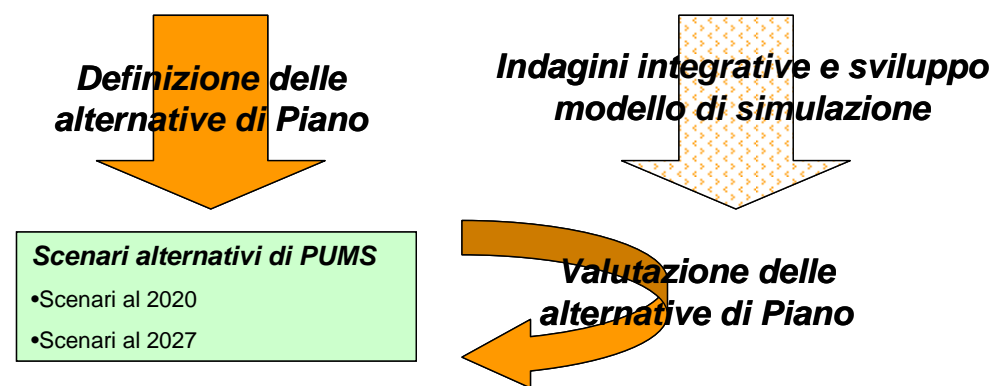 Definizione delle
alternative di Piano
Indagini integrative e sviluppo
modello di simulazione
Scenari alternativi di PUMS
•Scenari al 2020
•Scenari al 2027
Valutazione delle
alternative di Piano